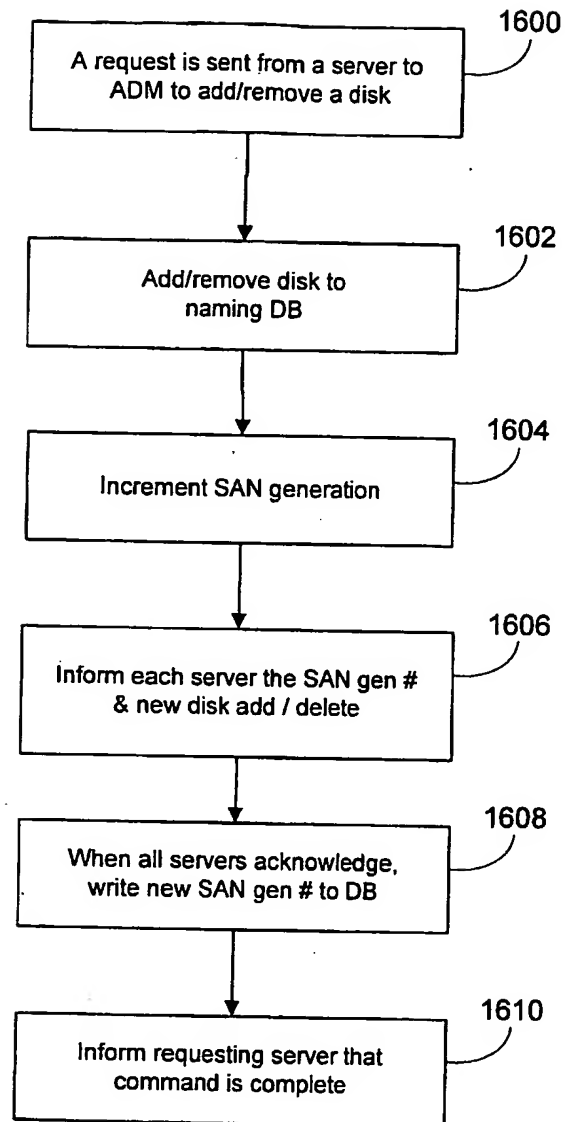 1600
A request is sent from a server to
ADM to add/remove a disk
1602
Add/remove disk to
naming DB
1604
Increment SAN generation
1606
Inform each server the SAN gen #
& new disk add / delete
1608
When all servers acknowledge,
write new SAN gen # to DB
1610
Inform requesting server that
command is complete